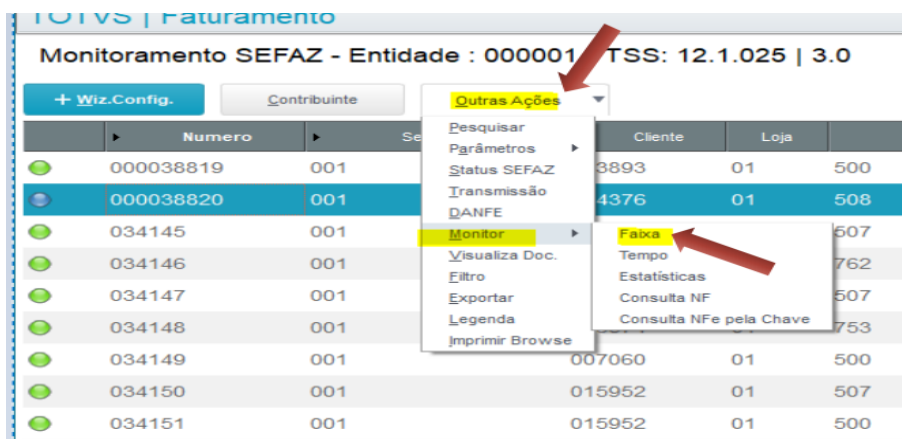 TOTVS | Faturamento
Monitoramento SEFAZ - Entidade : 000001 TSS: 12.1.025 | 3.0
+ Wiz.Config. Contribuinte Outras Ações
Numero Se Cliente Loja
000038819 001 3893 01 500
000038820 001 4376 01 508
034145 001 507
034146 001 762
034147 001 507
034148 001 753
034149 001 007060 01 500
034150 001 015952 01 507
034151 001 015952 01 500
Pesquisar
Parâmetros
Status SEFAZ
Transmissão
DANFE
Monitor
Visualiza Doc.
Filtro
Exportar
Legenda
Imprimir Browse
Faixa
Tempo
Estatísticas
Consulta NF
Consulta NFe pela Chave